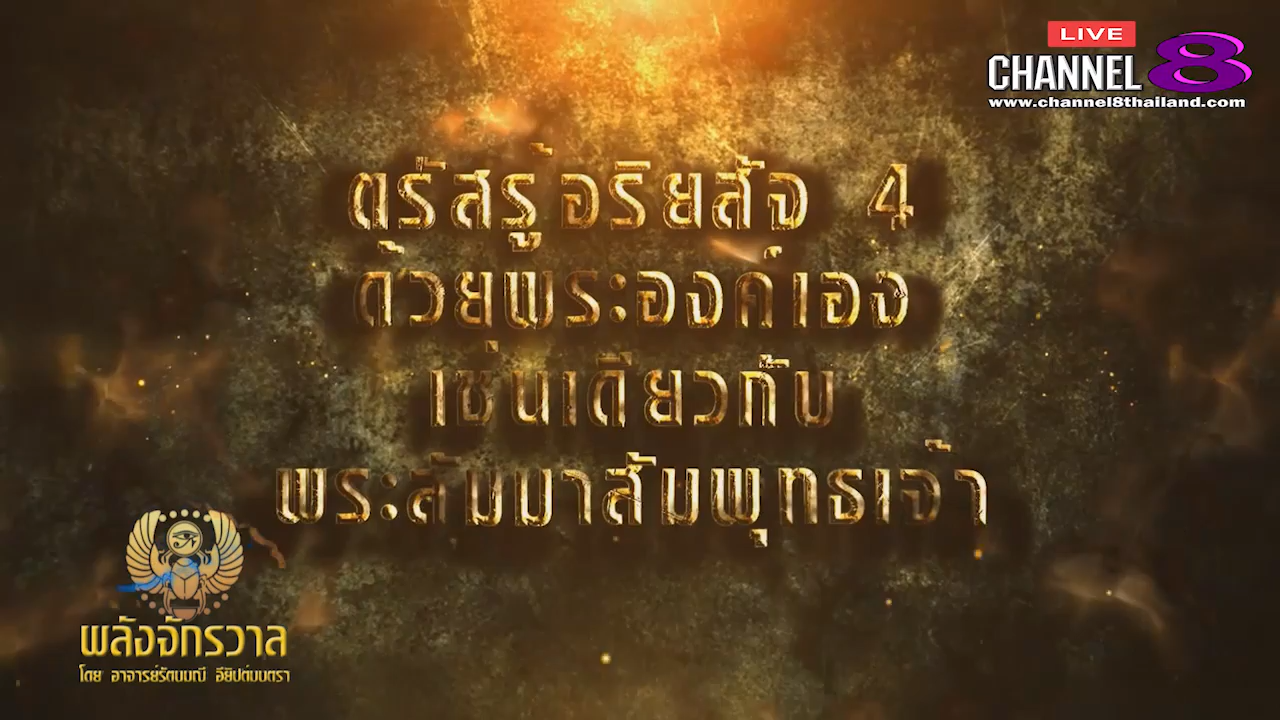 LIVE
CHANNEL 8
www.channel8thailand.com
ตรัสรู้อริยสัจ 4
ด้วยพระองค์เอง
เช่นเดียวกับ
พระสัมมาสัมพุทธเจ้า
พลังจักรวาล
โดย อาจารย์รัตนมณี อียิปต์มนตรา